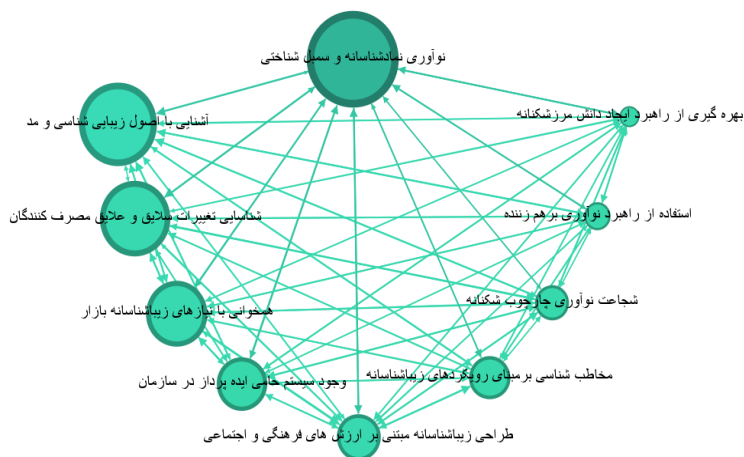 نوآوری نمادشناسانه و سمبل شناختی
بهره گیری از راهبرد ایجاد دانش مرزشکنانه
آشنایی با اصول زیبایی شناسی و مد
استفاده از راهبرد نوآوری برهم زننده
شناسایی تغییرات سلایق و علایق مصرف کنندگان
شجاعت نوآوری چارچوب شکنانه
همخوانی با نیازهای زیباشناسانه بازار
مخاطب شناسی برمبنای رویکردهای زیباشناسانه
وجود سیستم حامی ایده پرداز در سازمان
طراحی زیباشناسانه مبتنی بر ارزش های فرهنگی و اجتماعی